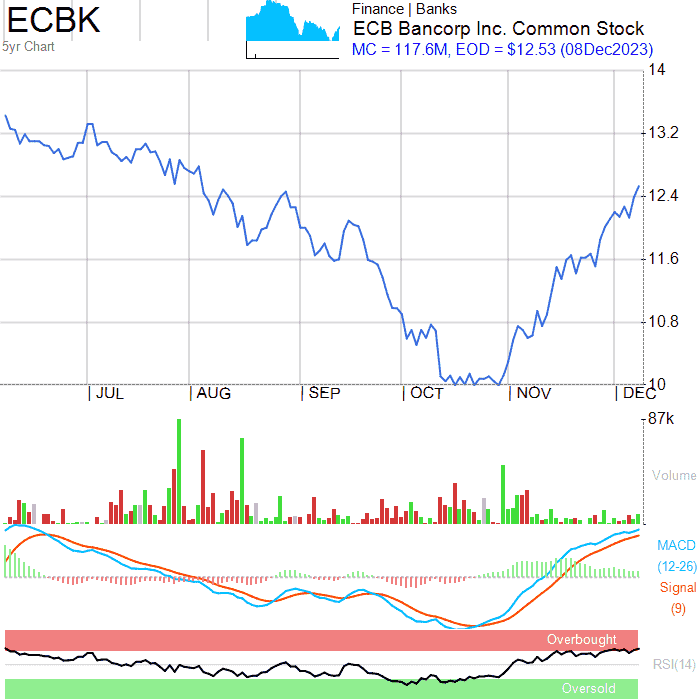 ECBK
5yr Chart
Finance | Banks
ECB Bancorp Inc. Common Stock
MC = 117.6M, EOD = $12.53 (08Dec2023)
14
13.2
12.4
11.6
10.8
10
JUL AUG SEP OCT NOV DEC
87k
Volume
MACD
(12-26)
Signal
(9)
Overbought
RSI(14)
Oversold